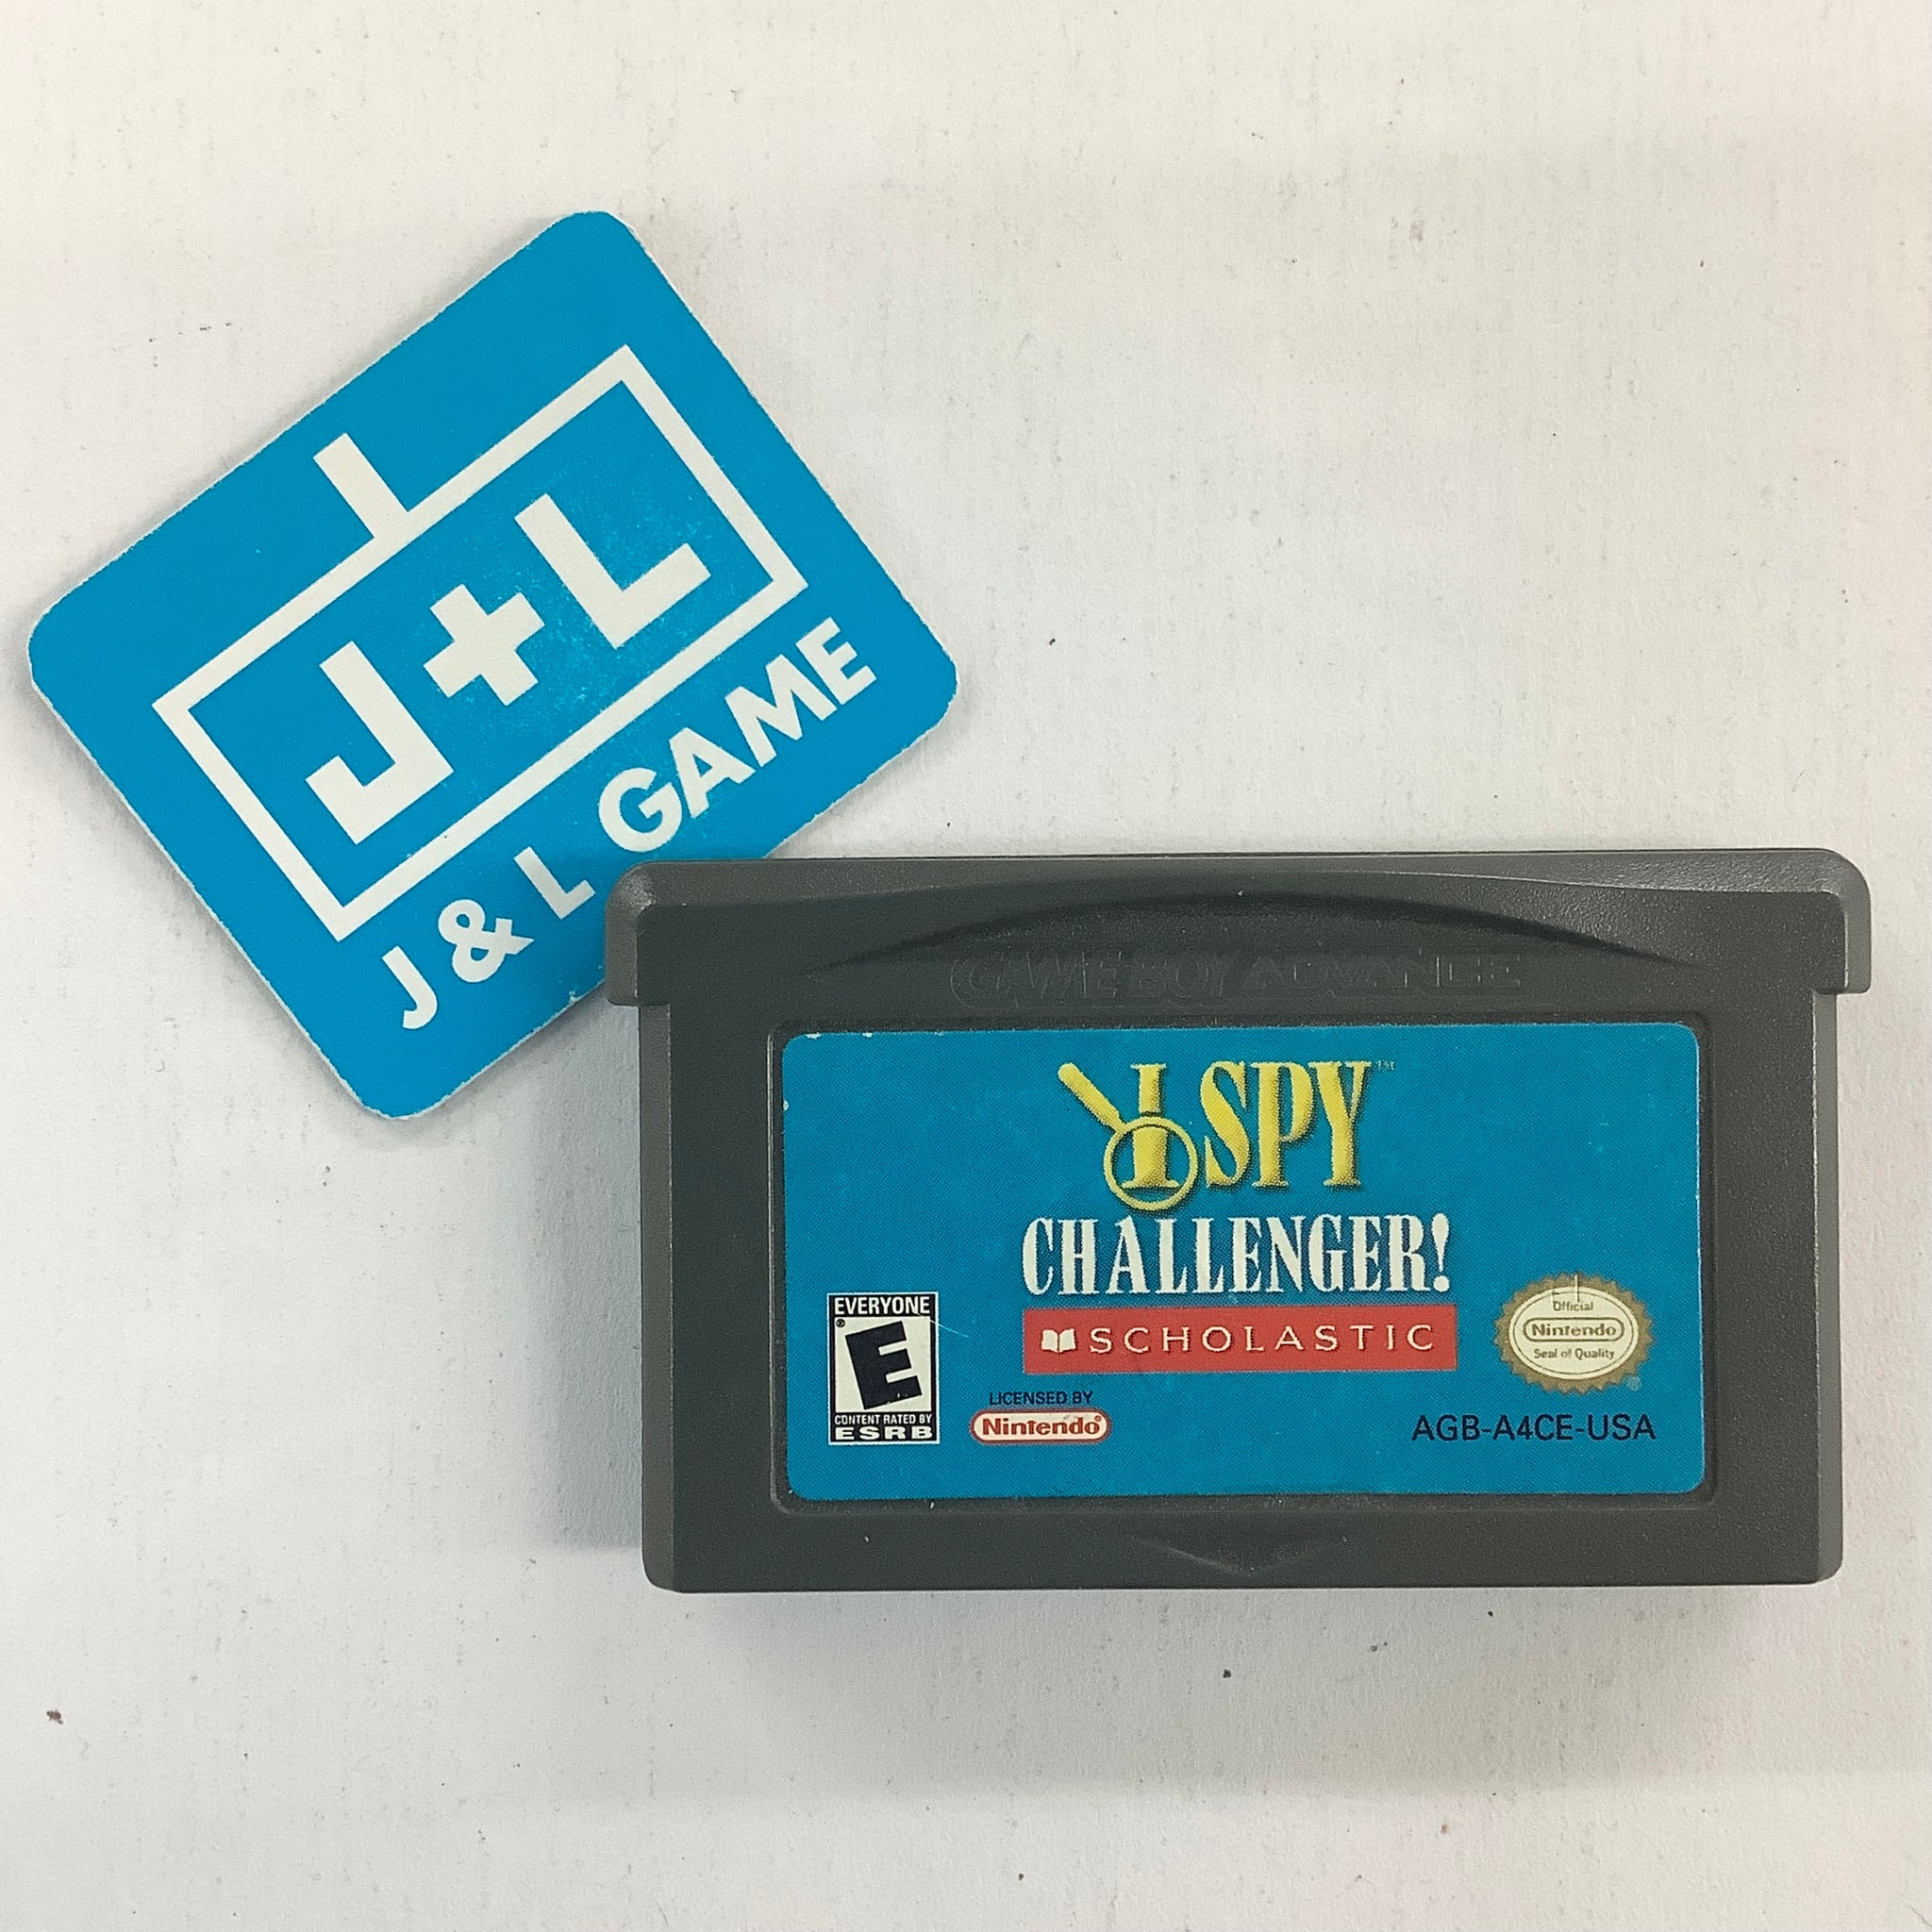 J+L
J & L GAME
GAME BOY ADVANCE
I SPY™
CHALLENGER!
SCHOLASTIC
EVERYONE
E
®
CONTENT RATED BY
ESRB
LICENSED BY
Nintendo®
Official
Nintendo
Seal of Quality
®
AGB-A4CE-USA